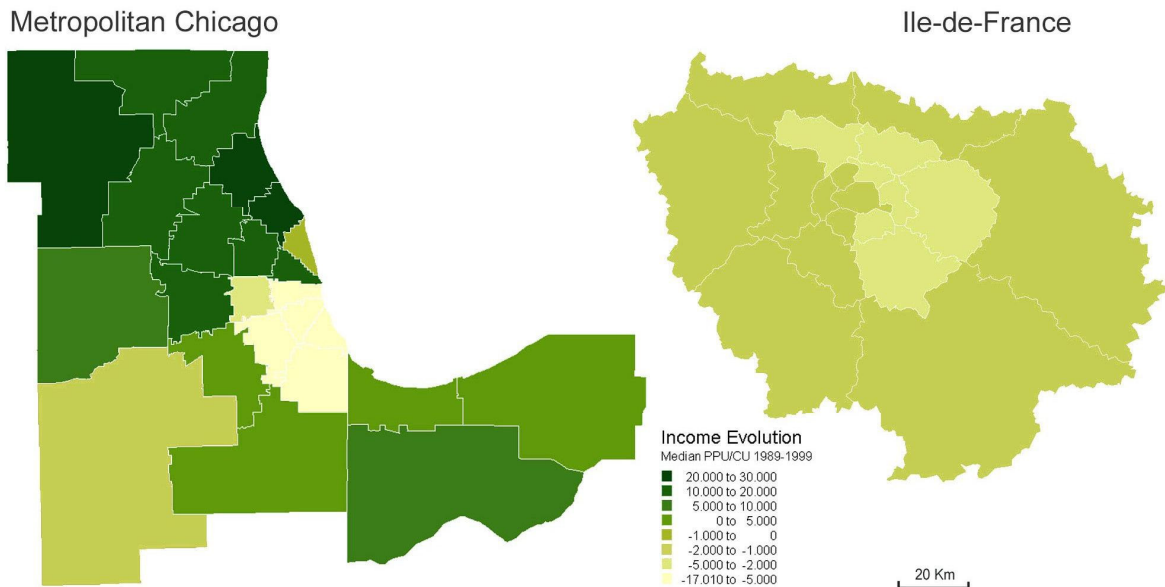 Metropolitan Chicago
Ile-de-France
Income Evolution
Median PPU/CU 1989-1999
20.000 to 30.000
10.000 to 20.000
5.000 to 10.000
0 to 5.000
-1.000 to 0
-2.000 to -1.000
-5.000 to -2.000
-17.010 to -5.000
20 Km